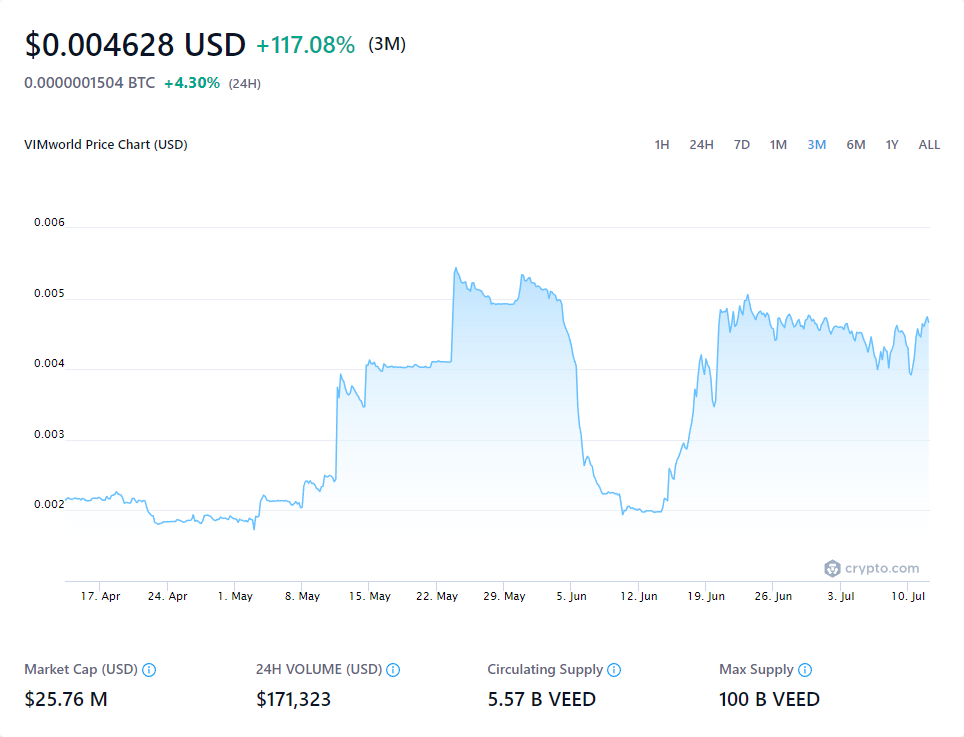 $0.004628 USD +117.08% (3M)
0.0000001504 BTC +4.30% (24H)
VIMworld Price Chart (USD) 1H 24H 7D 1M 3M 6M 1Y ALL
0.006
0.005
0.004
0.003
0.002
crypto.com
17. Apr 24. Apr 1. May 8. May 15. May 22. May 29. May 5. Jun 12. Jun 19. Jun 26. Jun 3. Jul 10. Jul
Market Cap (USD) 24H VOLUME (USD) Circulating Supply Max Supply
$25.76 M $171,323 5.57 B VEED 100 B VEED